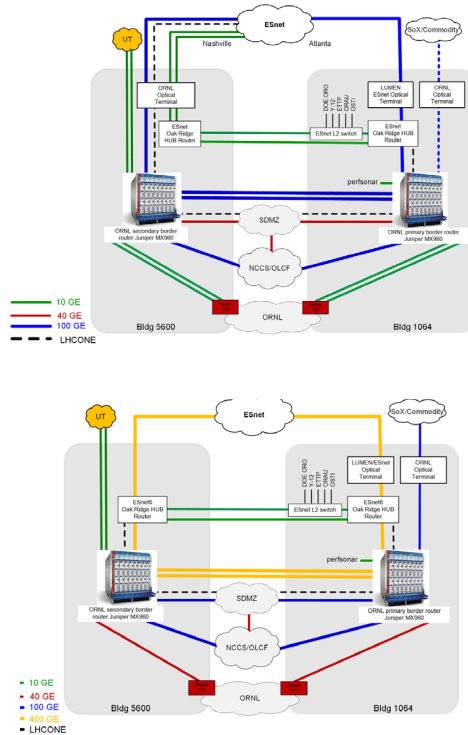 ESnet
SoX/Commodity
UT
Nashville
Atlanta
ORNL
Optical
Terminal
LUMEN
ESnet Optical
Terminal
ORNL
Optical
Terminal
DOE ORO
Y-12
ETTP
ORAU
OSTI
ESnet
Oak Ridge HUB
Router
ESnet L2 switch
ESnet
Oak Ridge HUB
Router
perfsonar
SDMZ
ORNL secondary border
router Juniper MX960
ORNL primary border
router Juniper MX960
NCCS/OLCF
10 GE
40 GE
100 GE
LHCONE
ORNL
Bldg 5600
Bldg 1064
ESnet
SoX/Commodity
UT
LUMEN/ESnet
Optical
Terminal
ORNL
Optical
Terminal
DOE ORO
Y-12
ETTP
ORAU
OSTI
ESnet6
Oak Ridge HUB
Router
ESnet L2 switch
ESnet6
Oak Ridge HUB
Router
perfsonar
SDMZ
ORNL secondary border
router Juniper MX960
ORNL primary border router
Juniper MX960
NCCS/OLCF
10 GE
40 GE
100 GE
400 GE
LHCONE
ORNL
Bldg 5600
Bldg 1064